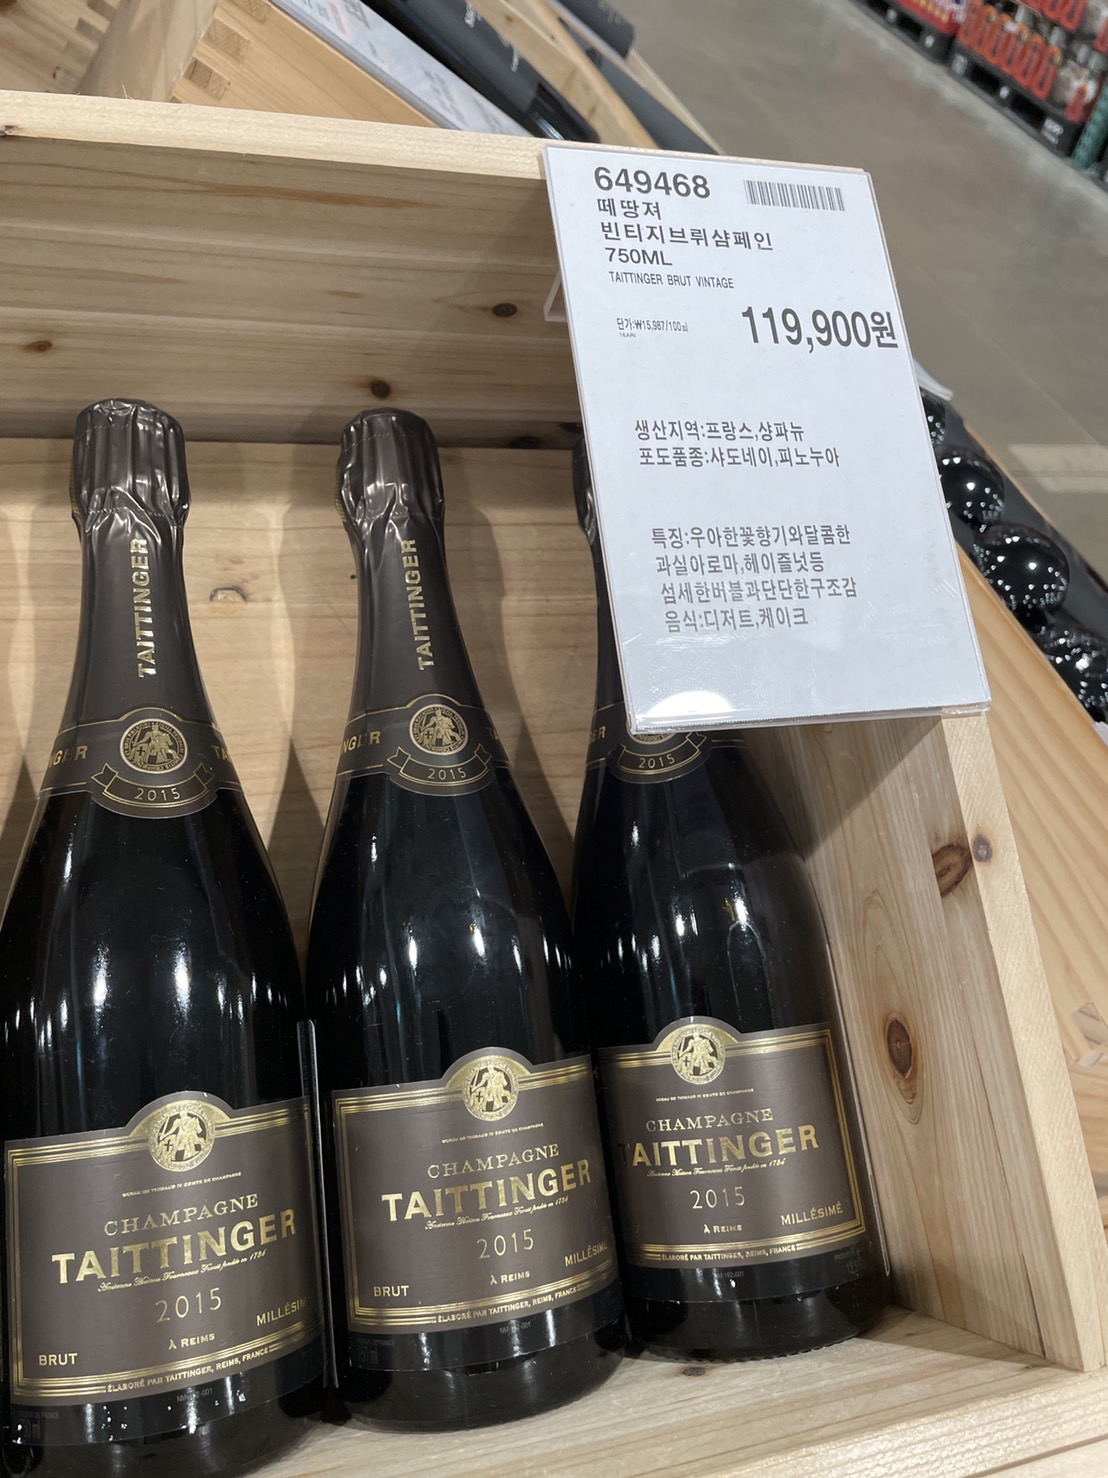 649468
떼땅져
빈티지브뤼샴페인
750ML
TAITTINGER BRUT VINTAGE
단가:₩15,987/100㎖
119,900원
생산지역:프랑스,샹파뉴
포도품종:샤도네이,피노누아
특징:우아한꽃향기와달콤한
과실아로마,헤이즐넛등
섬세한버블과단단한구조감
음식:디저트,케이크
TAITTINGER
2015
CHAMPAGNE
TAITTINGER
2015
À REIMS
BRUT
MILLÉSIM
ÉLABORÉ PAR TAITTINGER, REIMS, FRANCE
TAITTINGER
2015
CHAMPAGNE
TAITTINGER
2015
À REIMS
BRUT
MILLÉSIMÉ
ÉLABORÉ PAR TAITTINGER, REIMS, FRANCE
2015
CHAMPAGNE
TAITTINGER
2015
À REIMS
MILLÉSIMÉ
ÉLABORÉ PAR TAITTINGER, REIMS, FRANCE